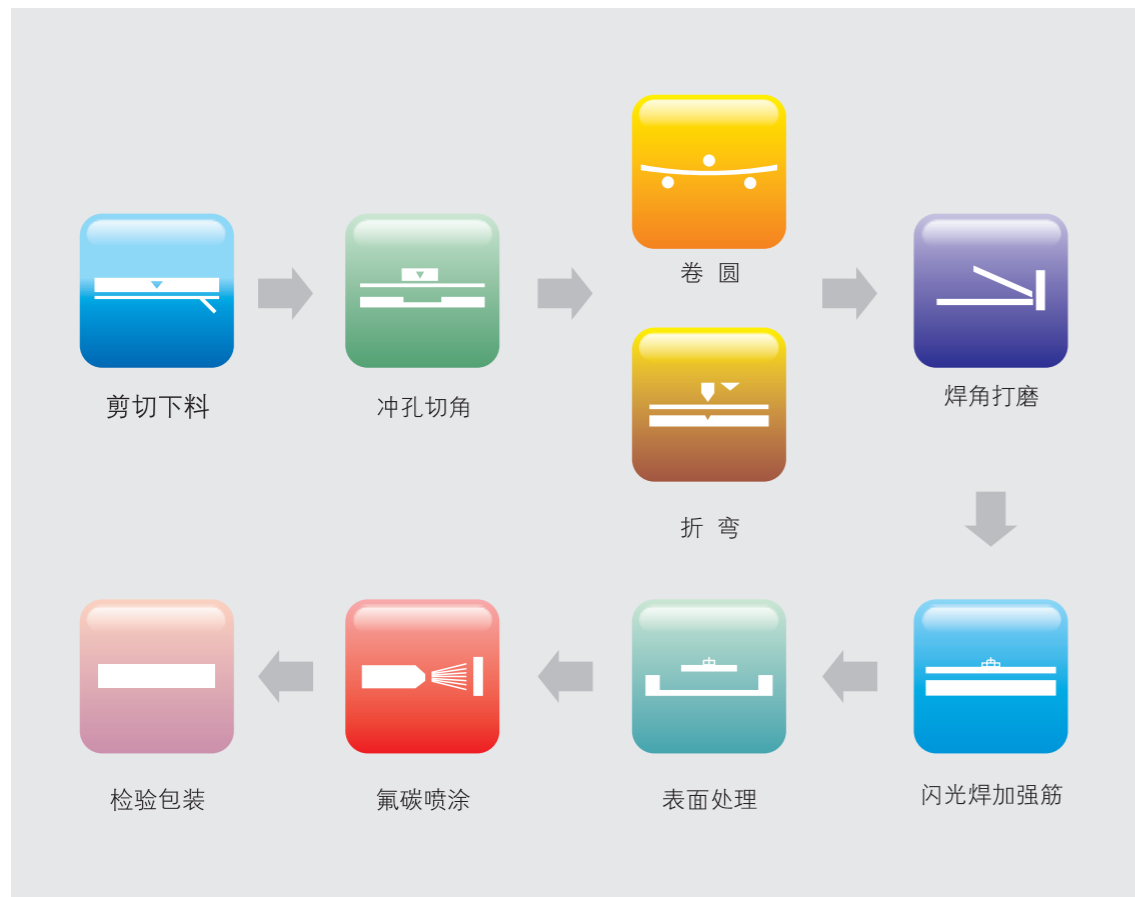 剪切下料
冲孔切角
卷 圆
折 弯
焊角打磨
闪光焊加强筋
表面处理
氟碳喷涂
检验包装